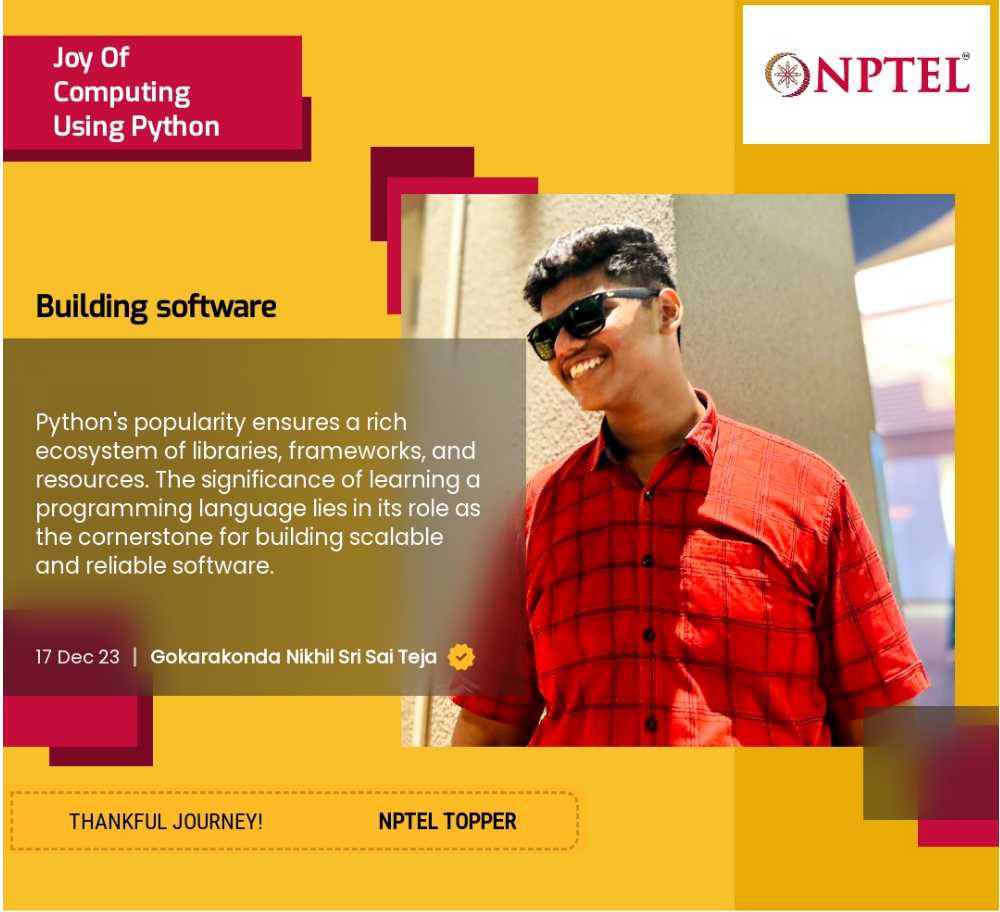 Joy Of
Computing
Using Python
NPTEL
Building software
Python's popularity ensures a rich
ecosystem of libraries, frameworks, and
resources. The significance of learning a
programming language lies in its role as
the cornerstone for building scalable
and reliable software.
17 Dec 23 | Gokarakonda Nikhil Sri Sai Teja
THANKFUL JOURNEY! NPTEL TOPPER